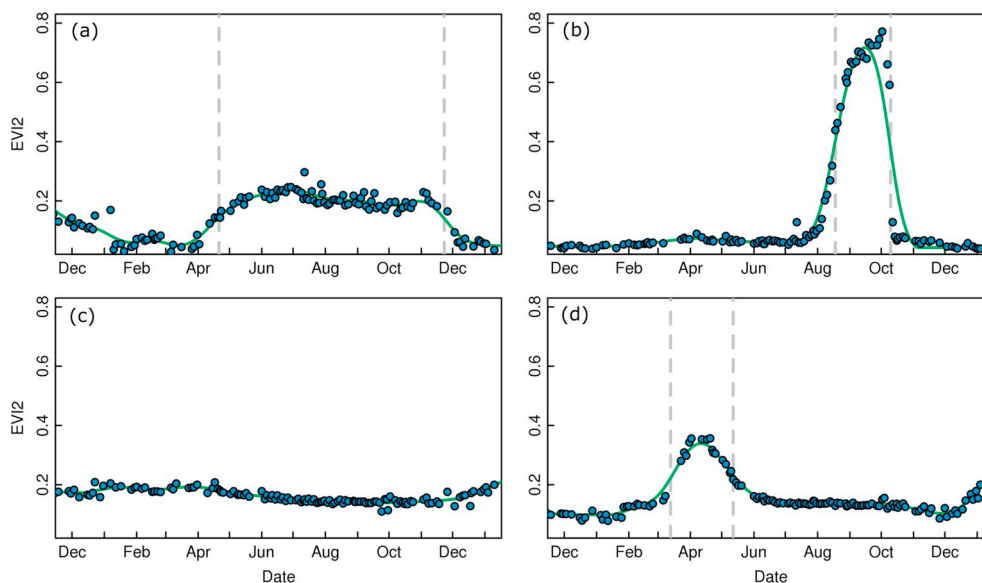 (a)
EVI2
0.2 0.4 0.6 0.8
Dec Feb Apr Jun Aug Oct Dec
(b)
0.2 0.4 0.6 0.8
Dec Feb Apr Jun Aug Oct Dec
(c)
EVI2
0.2 0.4 0.6 0.8
Dec Feb Apr Jun Aug Oct Dec
Date
(d)
0.2 0.4 0.6 0.8
Dec Feb Apr Jun Aug Oct Dec
Date